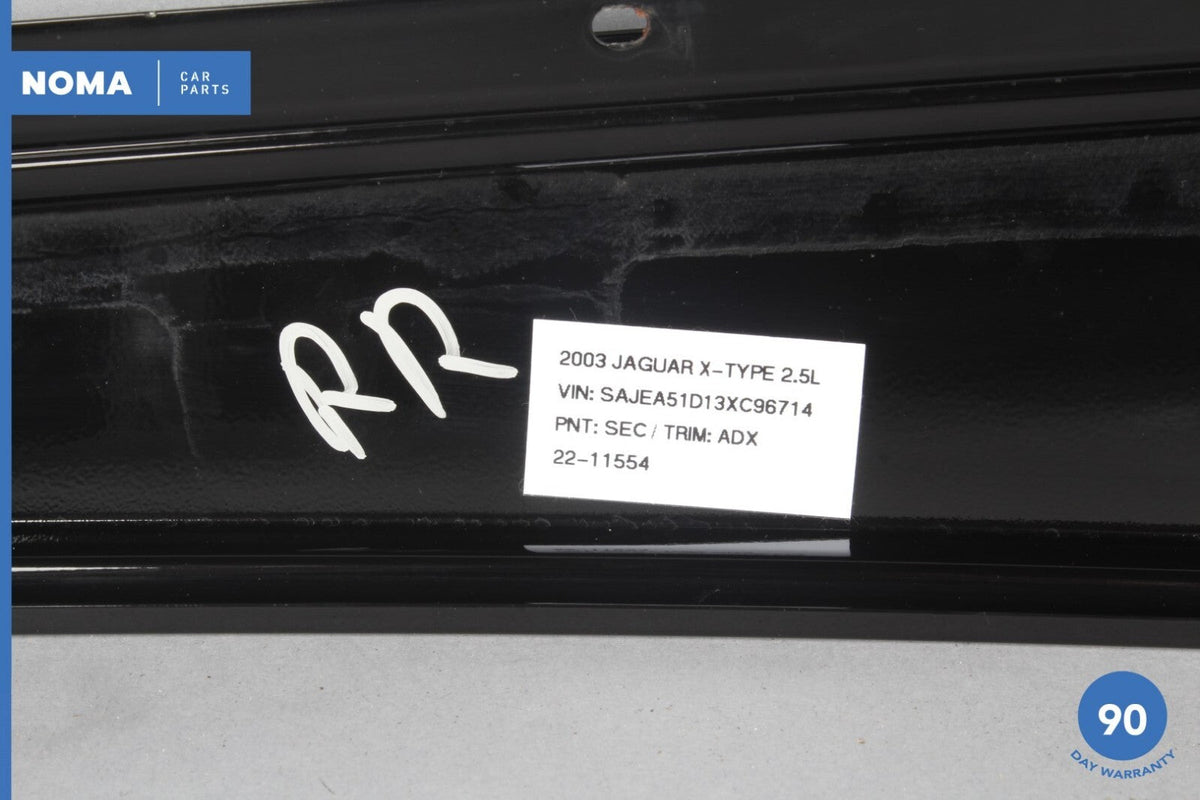 NOMA
CAR
PARTS
RR
2003 JAGUAR X-TYPE 2.5L
VIN: SAJEA51D13XC96714
PNT: SEC / TRIM: ADX
22-11554
90
DAY WARRANTY